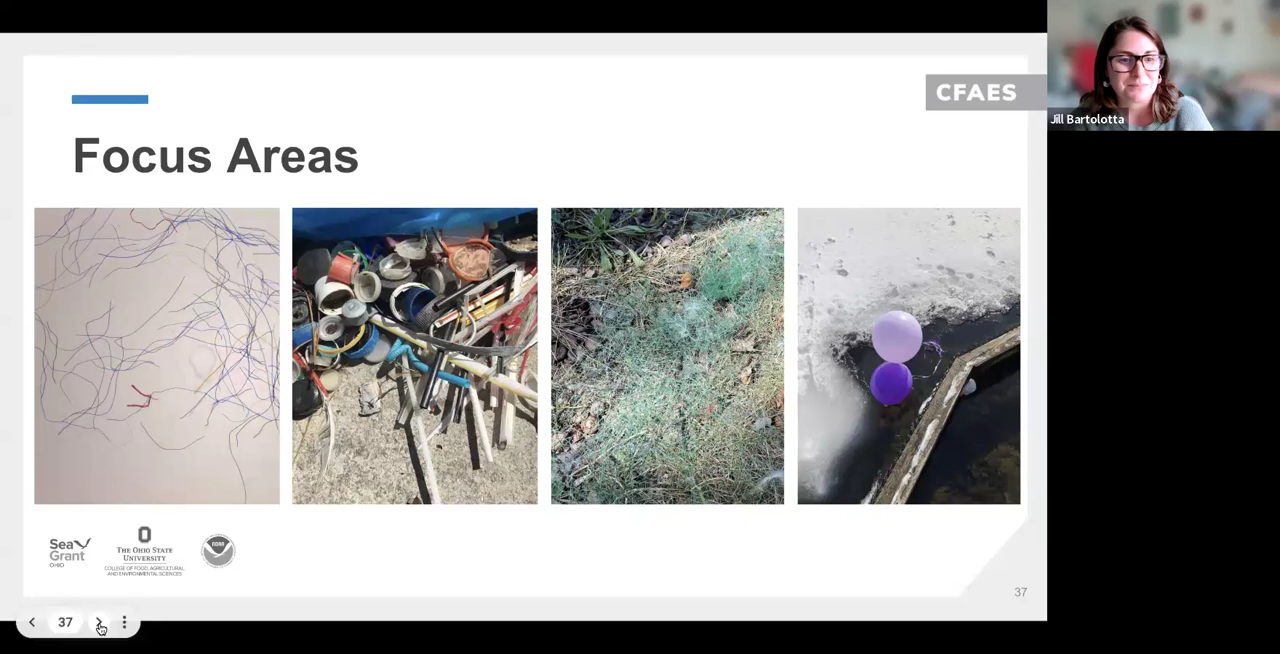 CFAES
Jill Bartolotta
Focus Areas
Sea
Grant
OHIO
THE OHIO STATE
UNIVERSITY
COLLEGE OF FOOD, AGRICULTURAL,
AND ENVIRONMENTAL SCIENCES
NOAA
37
37